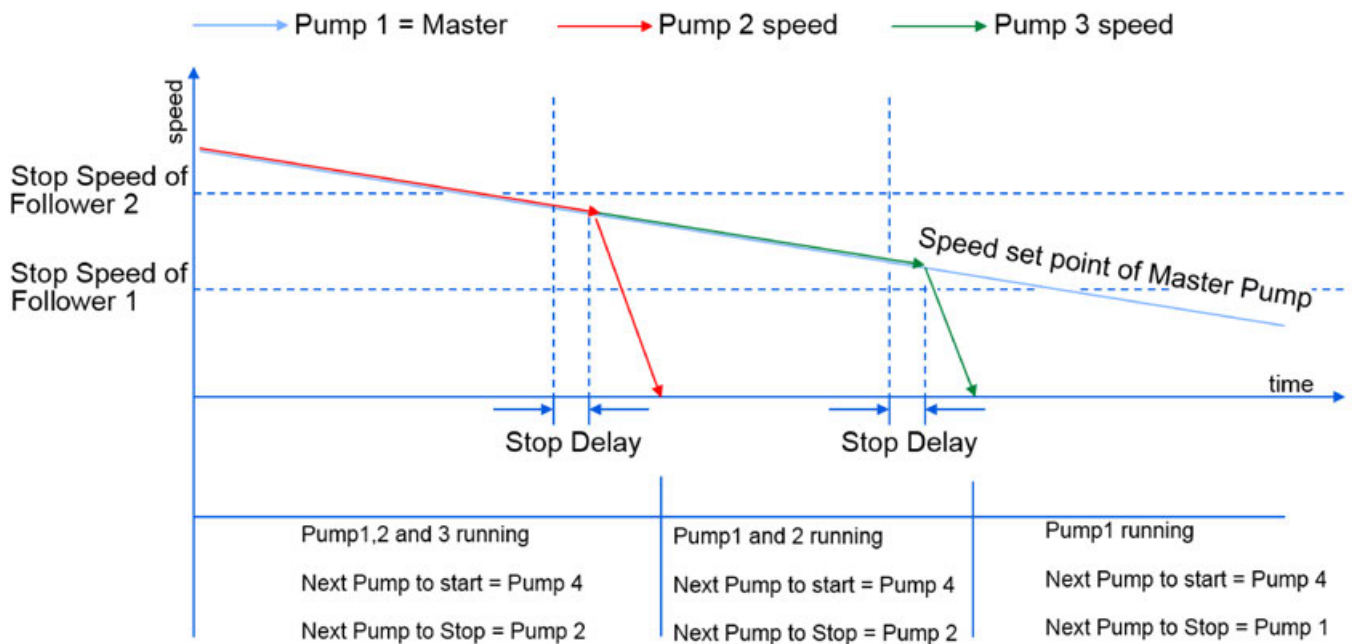 Pump 1 = Master
Pump 2 speed
Pump 3 speed
speed
Stop Speed of
Follower 2
Stop Speed of
Follower 1
Speed set point of Master Pump
time
Stop Delay
Stop Delay
Pump1,2 and 3 running
Next Pump to start = Pump 4
Next Pump to Stop = Pump 2
Pump1 and 2 running
Next Pump to start = Pump 4
Next Pump to Stop = Pump 2
Pump1 running
Next Pump to start = Pump 4
Next Pump to Stop = Pump 1